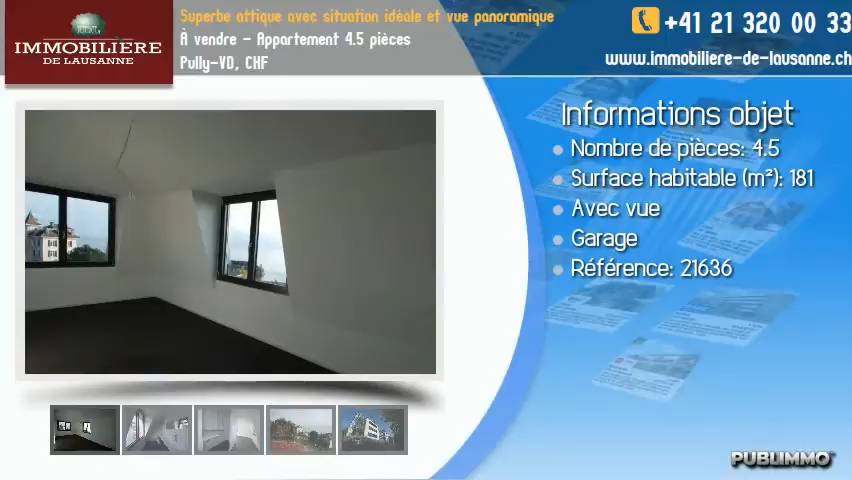 IMMOBILIÈRE
DE LAUSANNE
Superbe attique avec situation idéale et vue panoramique
À vendre - Appartement 4.5 pièces
Pully-VD, CHF
+41 21 320 00 33
www.immobiliere-de-lausanne.ch
Informations objet
Nombre de pièces: 4.5
Surface habitable (m²): 181
Avec vue
Garage
Référence: 21636
PUBLIMMO